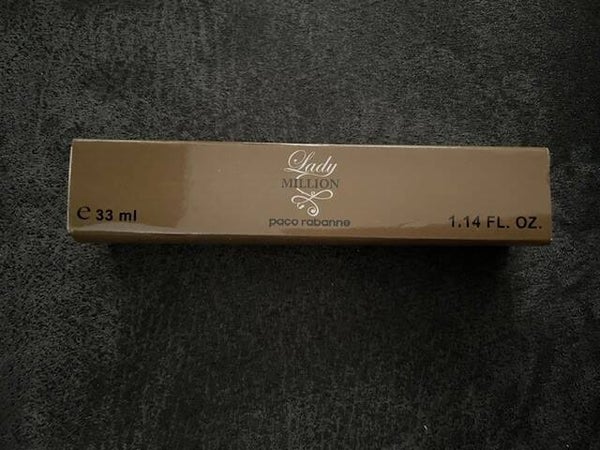 Lady
MILLION
℮ 33 ml
paco rabanne
1.14 FL. OZ.